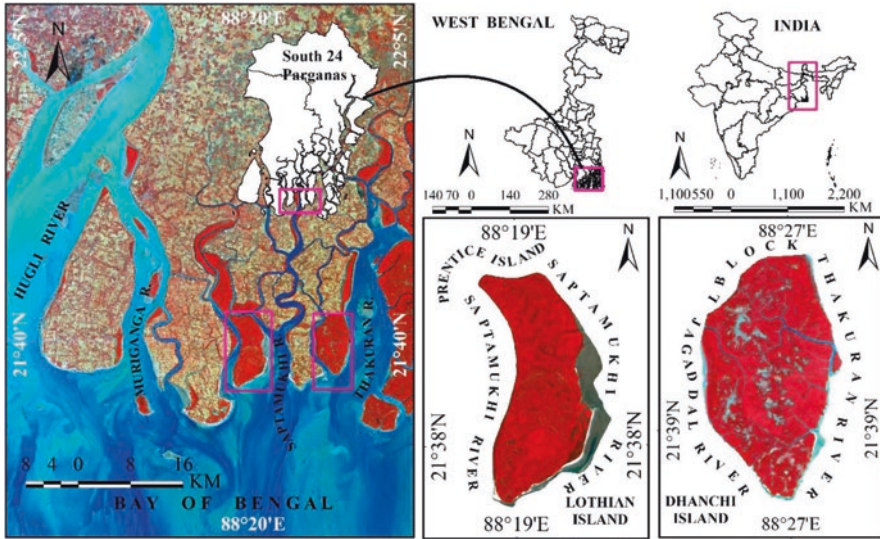 88°20'E
22°5'N
22°5'N
N
South 24
Parganas
HUGLI RIVER
MURIGANGA R.
SAPTAMUKHI R.
THAKURAN R.
21°40'N
21°40'N
8 4 0 8 16
KM
BAY OF BENGAL
88°20'E
WEST BENGAL
N
140 70 0 140 280
KM
INDIA
N
1,100 550 0 1,100 2,200
KM
88°19'E
N
PRENTICE ISLAND
SAPTAMUKHI RIVER
SAPTAMUKHI RIVER
21°38'N
21°38'N
LOTHIAN
ISLAND
88°19'E
88°27'E
N
L BLOCK
JAGADDAL RIVER
THAKURAN RIVER
21°39'N
21°39'N
DHANCHI
ISLAND
88°27'E